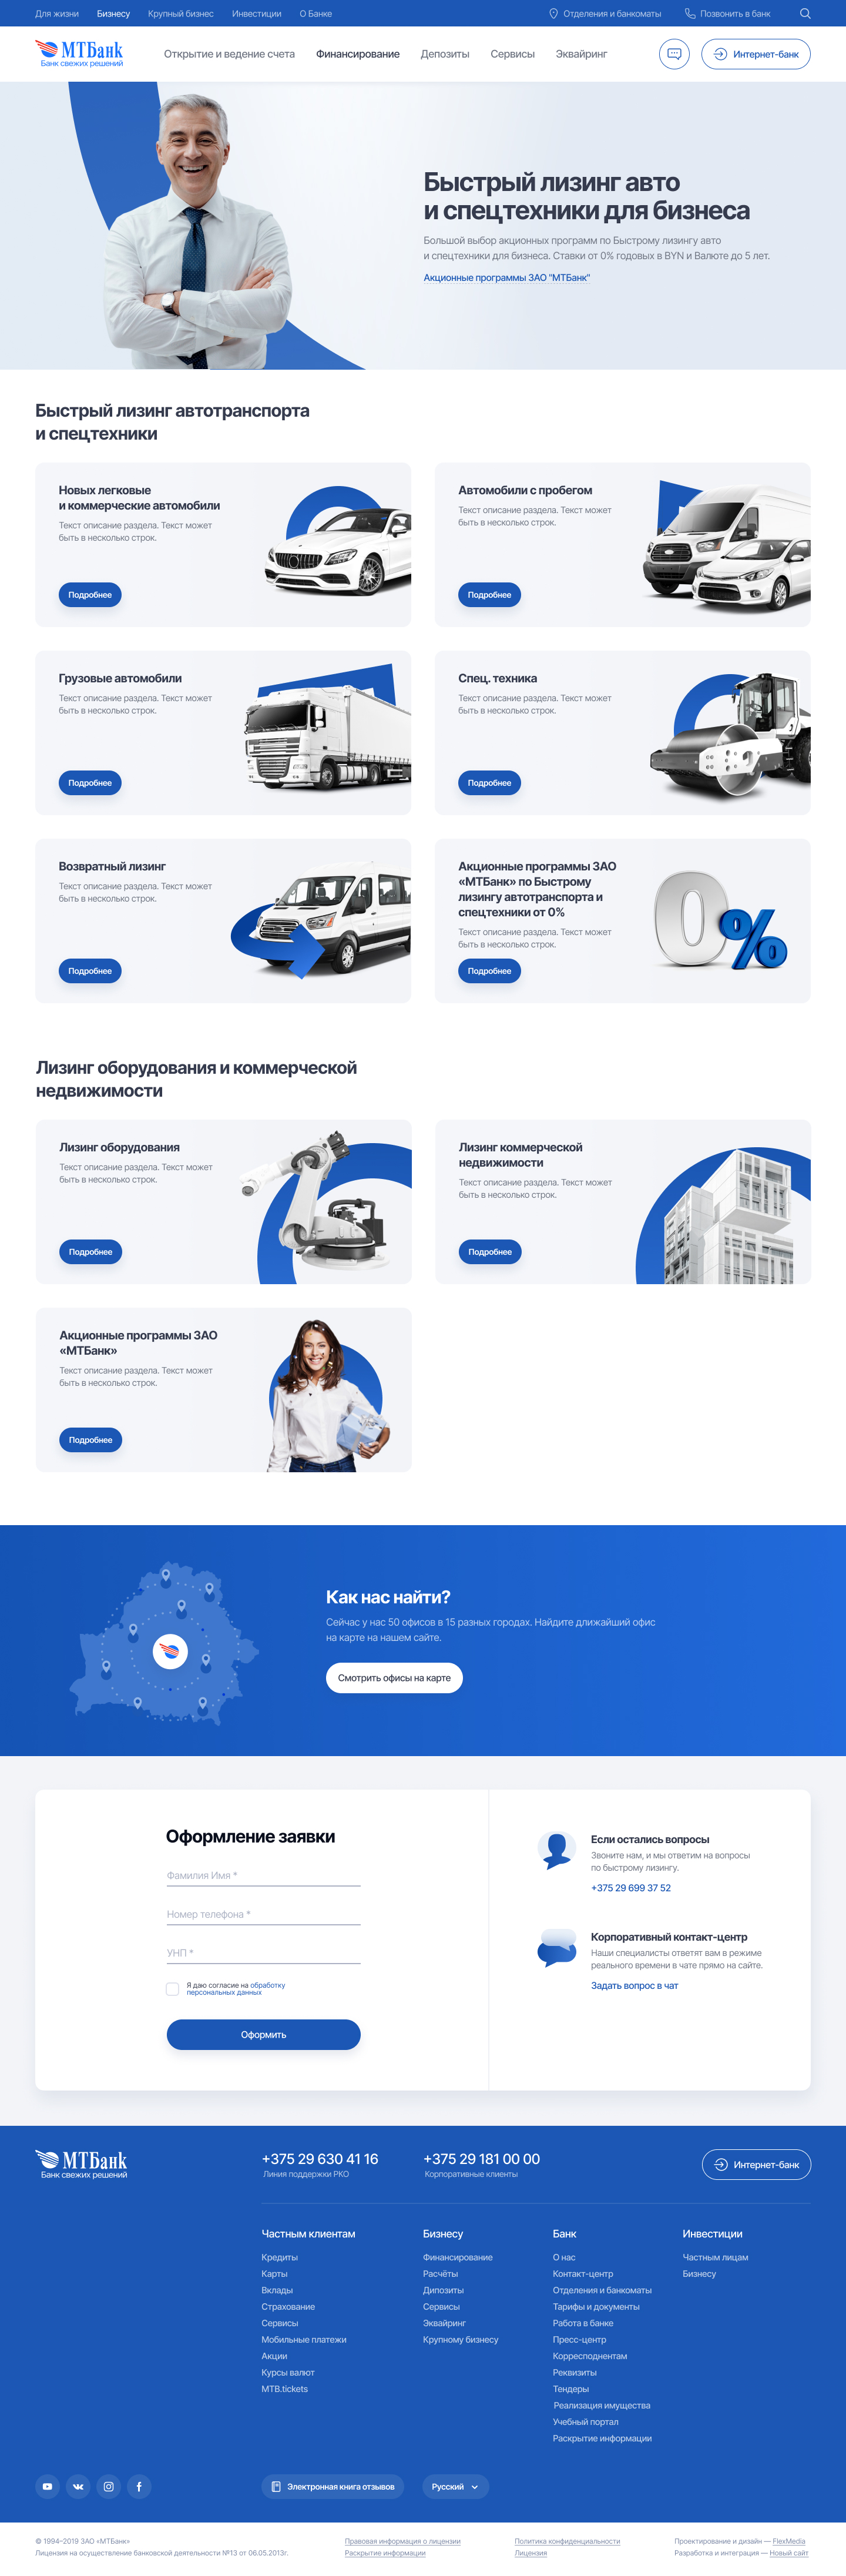 Для жизни Бизнесу Крупный бизнес Инвестиции О Банке Отделения и банкоматы Позвонить в банк
МТБанк
Банк свежих решений
Открытие и ведение счета Финансирование Депозиты Сервисы Эквайринг Интернет-банк
Быстрый лизинг авто
и спецтехники для бизнеса
Большой выбор акционных программ по Быстрому лизингу авто
и спецтехники для бизнеса. Ставки от 0% годовых в BYN и Валюте до 5 лет.
Акционные программы ЗАО "МТБанк"
Быстрый лизинг автотранспорта
и спецтехники
Новых легковые
и коммерческие автомобили
Текст описание раздела. Текст может
быть в несколько строк.
Подробнее
Автомобили с пробегом
Текст описание раздела. Текст может
быть в несколько строк.
Подробнее
Грузовые автомобили
Текст описание раздела. Текст может
быть в несколько строк.
Подробнее
Спец. техника
Текст описание раздела. Текст может
быть в несколько строк.
Подробнее
Возвратный лизинг
Текст описание раздела. Текст может
быть в несколько строк.
Подробнее
Акционные программы ЗАО
«МТБанк» по Быстрому
лизингу автотранспорта и
спецтехники от 0%
Текст описание раздела. Текст может
быть в несколько строк.
Подробнее
0%
Лизинг оборудования и коммерческой
недвижимости
Лизинг оборудования
Текст описание раздела. Текст может
быть в несколько строк.
Подробнее
Лизинг коммерческой
недвижимости
Текст описание раздела. Текст может
быть в несколько строк.
Подробнее
Акционные программы ЗАО
«МТБанк»
Текст описание раздела. Текст может
быть в несколько строк.
Подробнее
Как нас найти?
Сейчас у нас 50 офисов в 15 разных городах. Найдите длижайший офис
на карте на нашем сайте.
Смотрить офисы на карте
Оформление заявки
Фамилия Имя *
Номер телефона *
УНП *
Я даю согласие на обработку
персональных данных
Оформить
Если остались вопросы
Звоните нам, и мы ответим на вопросы
по быстрому лизингу.
+375 29 699 37 52
Корпоративный контакт-центр
Наши специалисты ответят вам в режиме
реального времени в чате прямо на сайте.
Задать вопрос в чат
МТБанк
Банк свежих решений
+375 29 630 41 16
Линия поддержки РКО
+375 29 181 00 00
Корпоративные клиенты
Интернет-банк
Частным клиентам
Кредиты
Карты
Вклады
Страхование
Сервисы
Мобильные платежи
Акции
Курсы валют
MTB.tickets
Бизнесу
Финансирование
Расчёты
Дипозиты
Сервисы
Эквайринг
Крупному бизнесу
Банк
О нас
Контакт-центр
Отделения и банкоматы
Тарифы и документы
Работа в банке
Пресс-центр
Корресподнентам
Реквизиты
Тендеры
Реализация имущества
Учебный портал
Раскрытие информации
Инвестиции
Частным лицам
Бизнесу
Электронная книга отзывов
Русский
© 1994–2019 ЗАО «МТБанк»
Лицензия на осуществление банковской деятельности №13 от 06.05.2013г.
Правовая информация о лицензии
Раскрытие информации
Политика конфиденциальности
Лицензия
Проектирование и дизайн — FlexMedia
Разработка и интеграция — Новый сайт